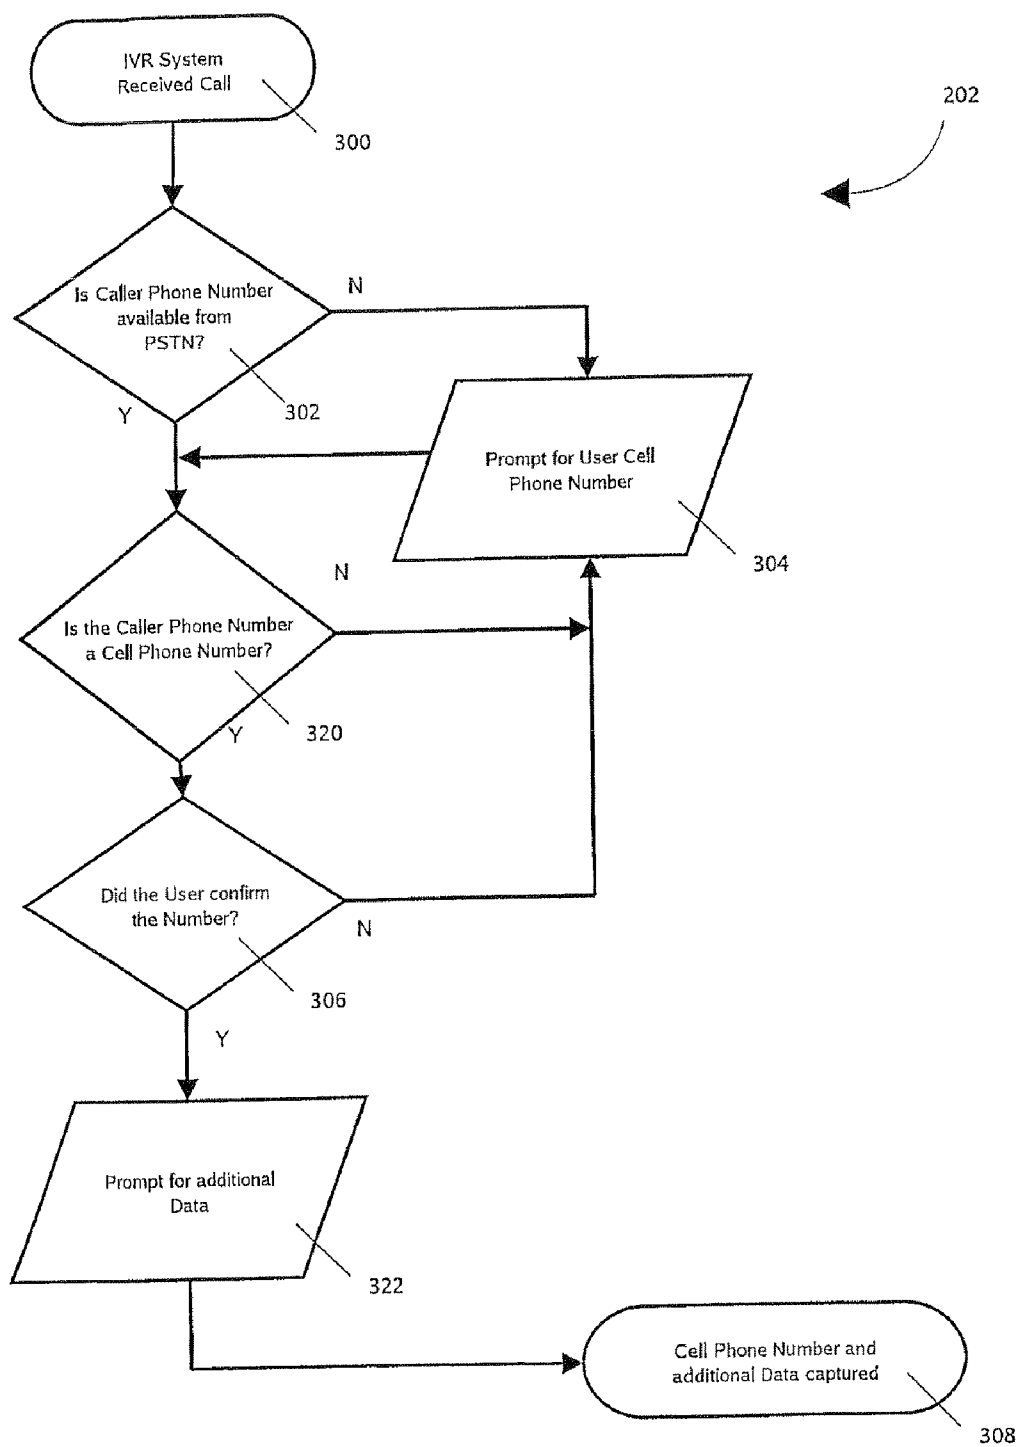 IVR System
Received Call
300
202
Is Caller Phone Number
available from
PSTN?
302
N
Y
Prompt for User Cell
Phone Number
304
Is the Caller Phone Number
a Cell Phone Number?
320
N
Y
Did the User confirm
the Number?
306
N
Y
Prompt for additional
Data
322
Cell Phone Number and
additional Data captured
308